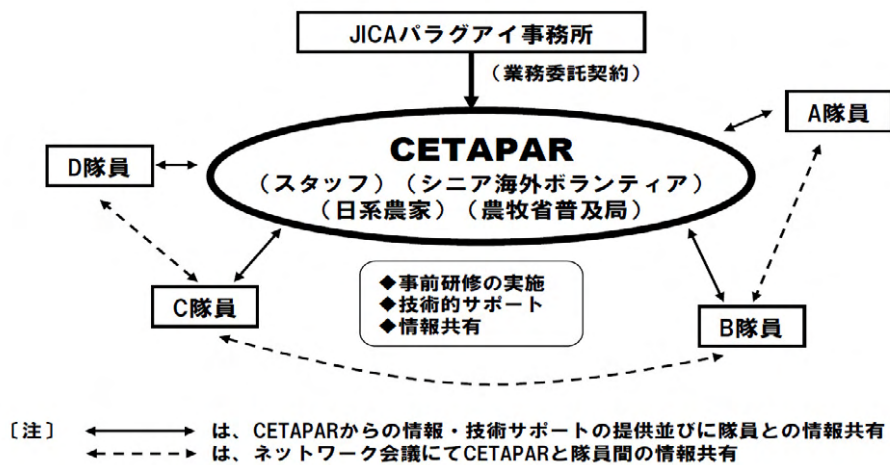 JICAパラグアイ事務所
（業務委託契約）
A隊員
CETAPAR
（スタッフ）（シニア海外ボランティア）
（日系農家）（農牧省普及局）
D隊員
◆事前研修の実施
◆技術的サポート
◆情報共有
C隊員
B隊員
〔注〕 は、CETAPARからの情報・技術サポートの提供並びに隊員との情報共有
は、ネットワーク会議にてCETAPARと隊員間の情報共有